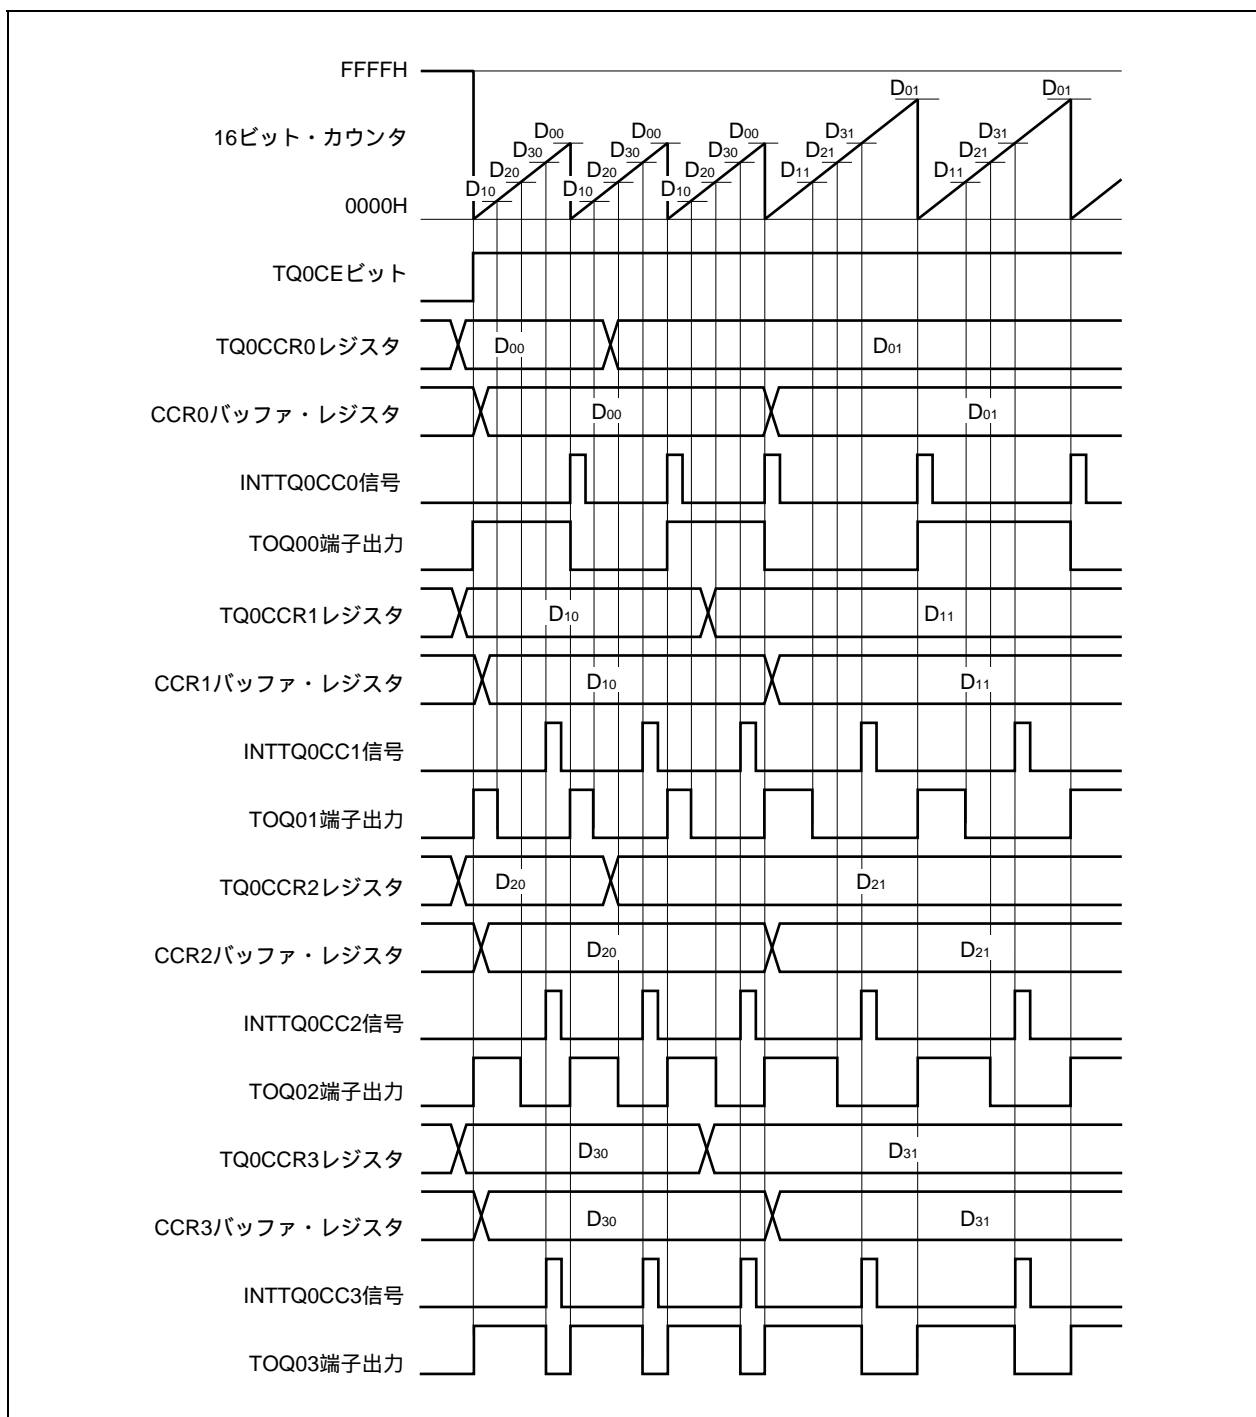 FFFFH
D01 D01
16ビット・カウンタ
D00 D00 D00 D31 D31
D30 D30 D30 D21 D21
D20 D20 D20 D11 D11
D10 D10 D10
0000H
TQ0CEビット
TQ0CCR0レジスタ D00 D01
CCR0バッファ・レジスタ D00 D01
INTTQ0CC0信号
TOQ00端子出力
TQ0CCR1レジスタ D10 D11
CCR1バッファ・レジスタ D10 D11
INTTQ0CC1信号
TOQ01端子出力
TQ0CCR2レジスタ D20 D21
CCR2バッファ・レジスタ D20 D21
INTTQ0CC2信号
TOQ02端子出力
TQ0CCR3レジスタ D30 D31
CCR3バッファ・レジスタ D30 D31
INTTQ0CC3信号
TOQ03端子出力